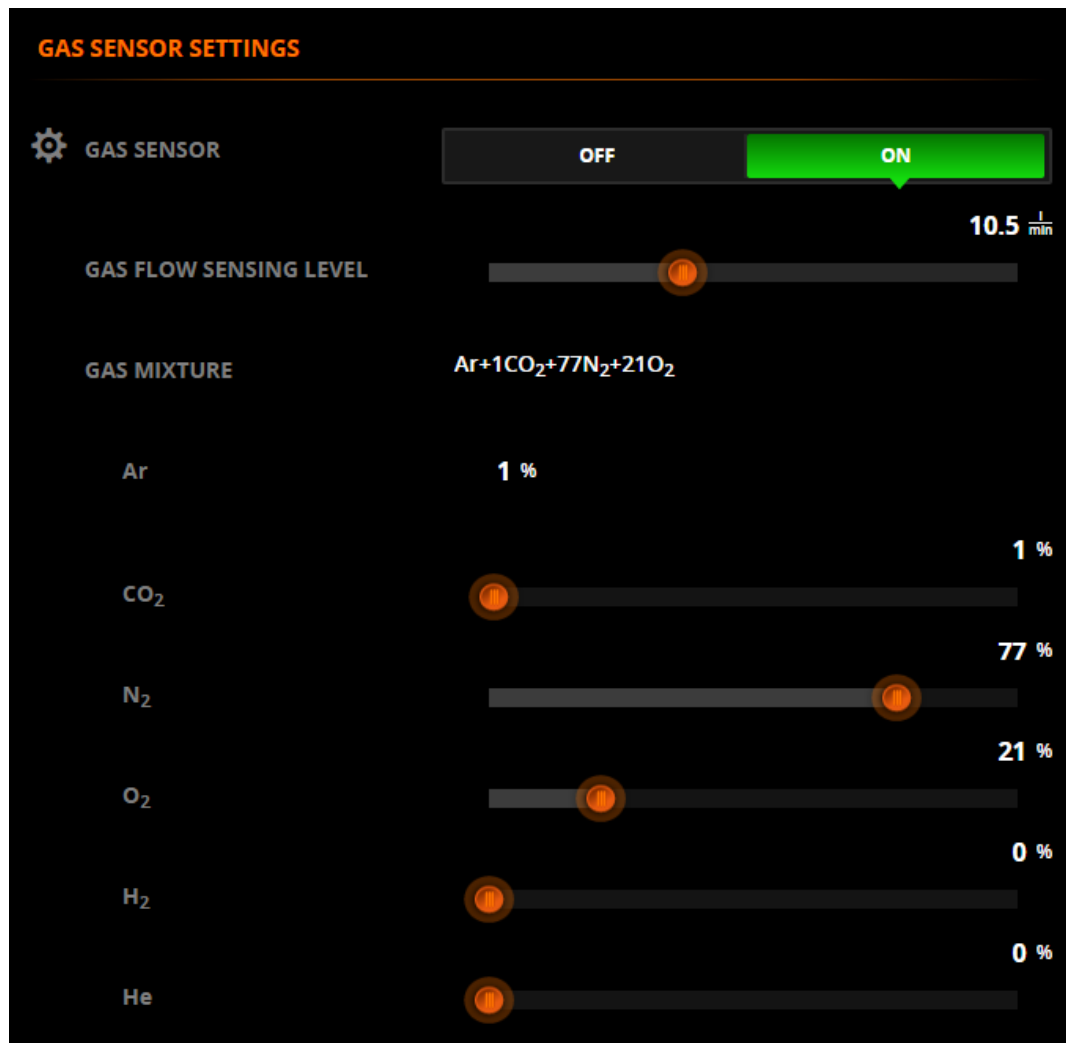 GAS SENSOR SETTINGS
GAS SENSOR
OFF
ON
10.5 l/min
GAS FLOW SENSING LEVEL
GAS MIXTURE
Ar+1CO₂+77N₂+21O₂
Ar
1 %
1 %
CO₂
77 %
N₂
21 %
O₂
0 %
H₂
0 %
He